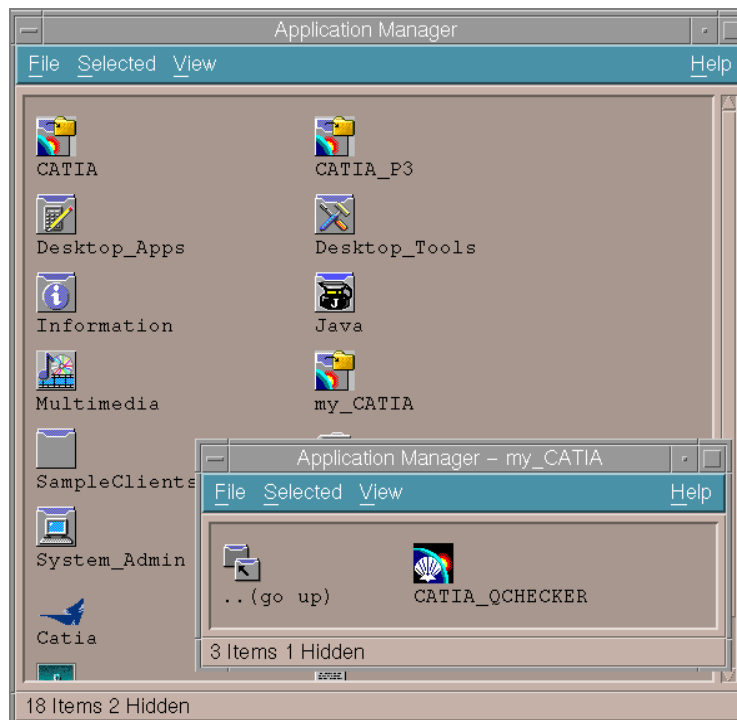 Application Manager
File Selected View Help
CATIA CATIA_P3
Desktop_Apps Desktop_Tools
Information Java
Multimedia my_CATIA
SampleClients
System_Admin
Catia
18 Items 2 Hidden
Application Manager – my_CATIA
File Selected View Help
..(go up) CATIA_QCHECKER
3 Items 1 Hidden